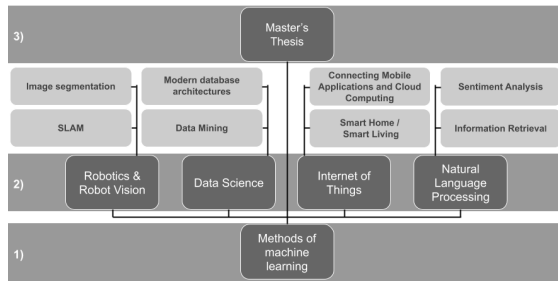 3)
Master's
Thesis
Image segmentation
Modern database
architectures
Connecting Mobile
Applications and Cloud
Computing
Sentiment Analysis
SLAM
Data Mining
Smart Home /
Smart Living
Information Retrieval
2)
Robotics &
Robot Vision
Data Science
Internet of
Things
Natural
Language
Processing
1)
Methods of
machine
learning